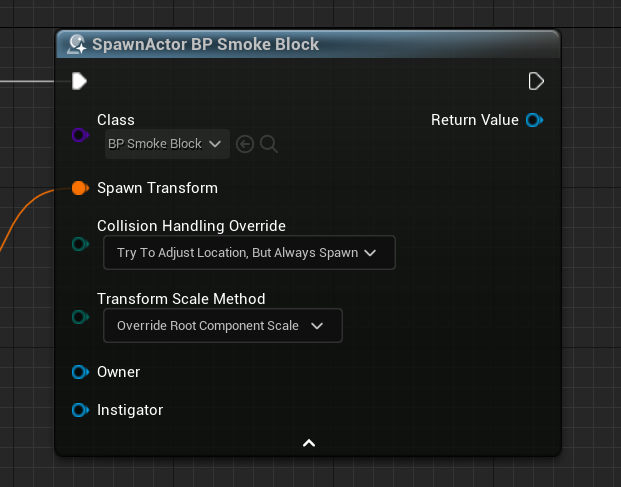 SpawnActor BP Smoke Block
Class
Return Value
BP Smoke Block
Spawn Transform
Collision Handling Override
Try To Adjust Location, But Always Spawn
Transform Scale Method
Override Root Component Scale
Owner
Instigator